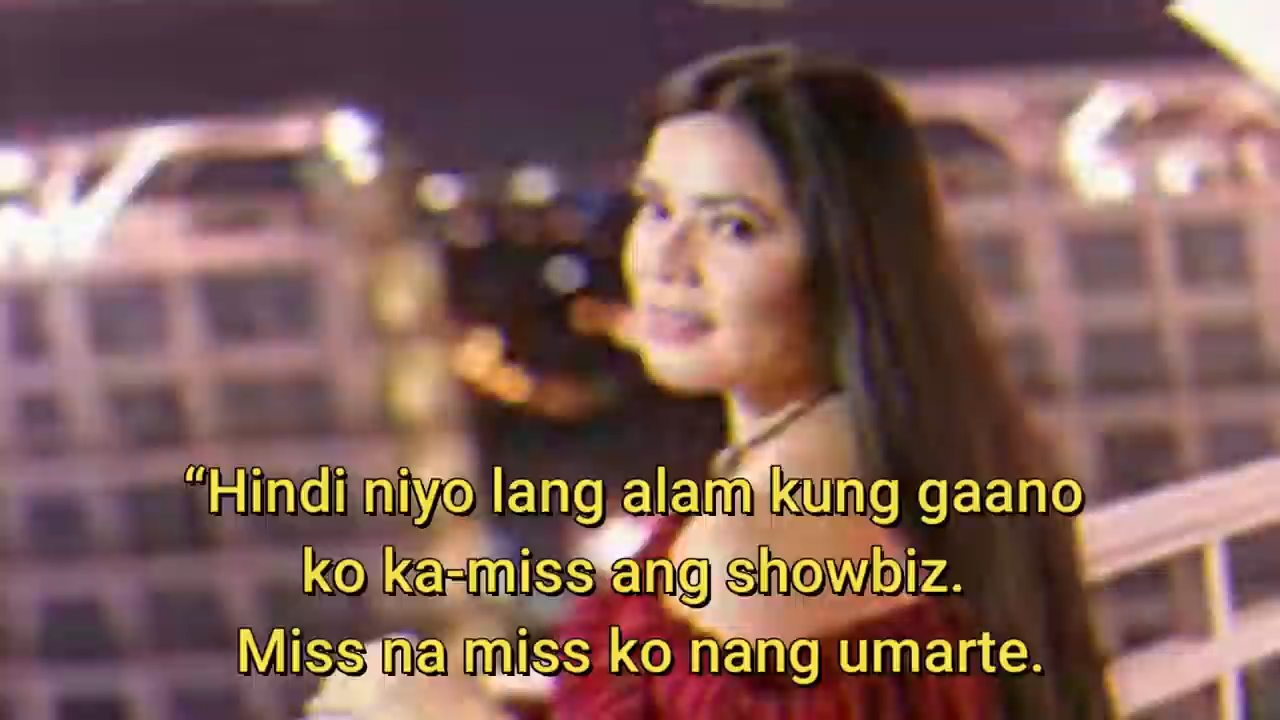 “Hindi niyo lang alam kung gaano
ko ka-miss ang showbiz.
Miss na miss ko nang umarte.